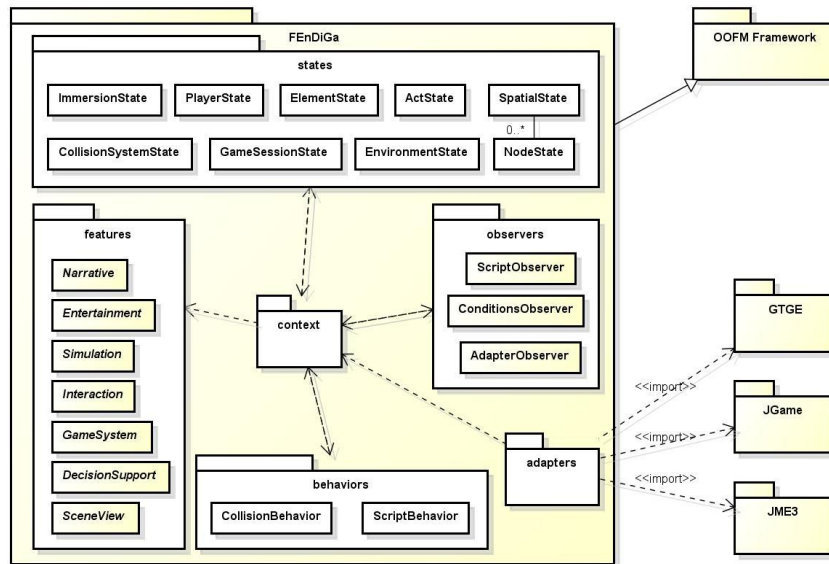 FEnDiGa
OOFM Framework
states
ImmersionState
PlayerState
ElementState
ActState
SpatialState
0..*
CollisionSystemState
GameSessionState
EnvironmentState
NodeState
features
Narrative
Entertainment
Simulation
Interaction
GameSystem
DecisionSupport
SceneView
context
observers
ScriptObserver
ConditionsObserver
AdapterObserver
behaviors
CollisionBehavior
ScriptBehavior
adapters
<<import>>
<<import>>
<<import>>
GTGE
JGame
JME3